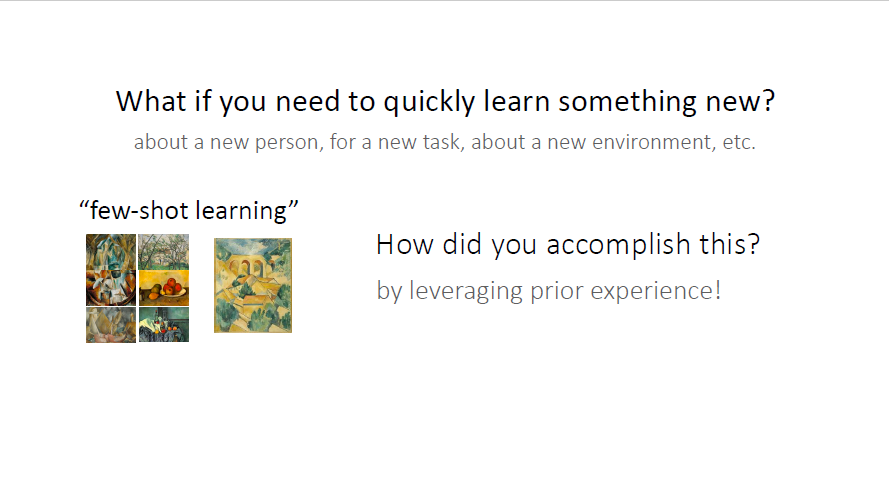 What if you need to quickly learn something new?
about a new person, for a new task, about a new environment, etc.
“few-shot learning”
How did you accomplish this?
by leveraging prior experience!